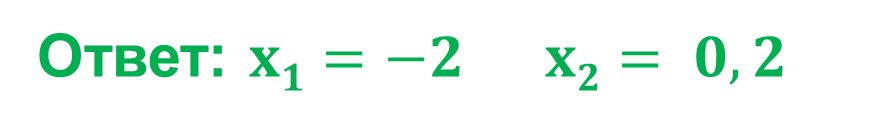 Ответ: x₁ = −2 x₂ = 0,2